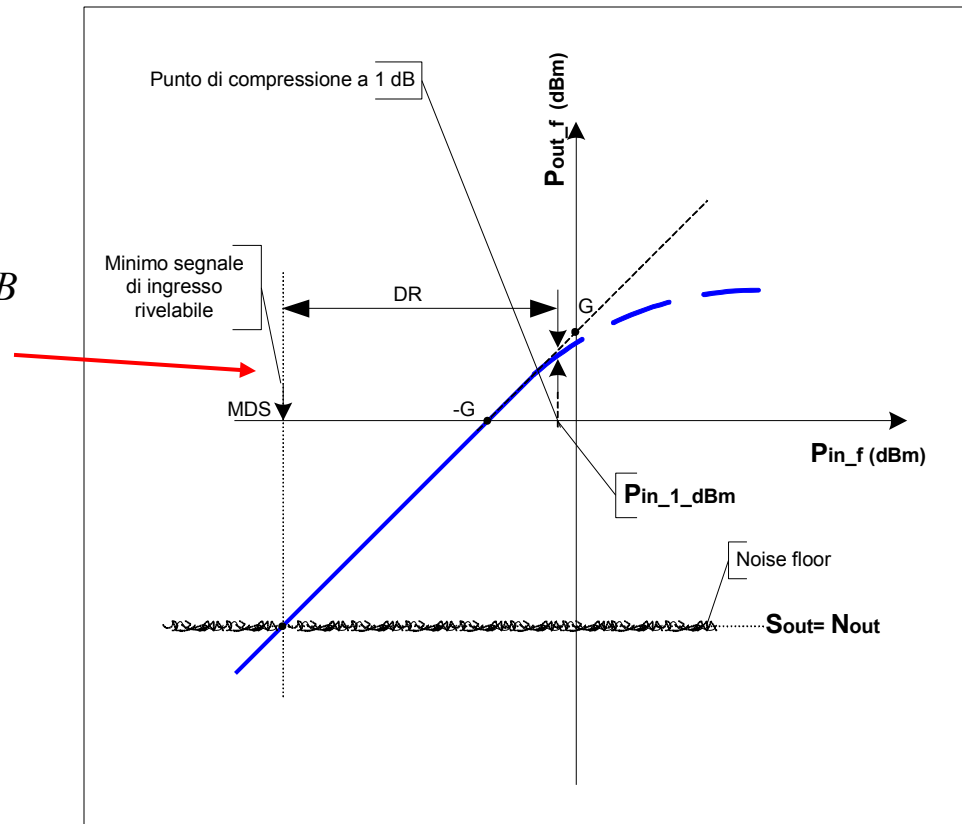 Punto di compressione a 1 dB
Pout_f (dBm)
Minimo segnale
di ingresso
rivelabile
B
DR
G
MDS
-G
Pin_f (dBm)
Pin_1_dBm
Noise floor
Sout= Nout